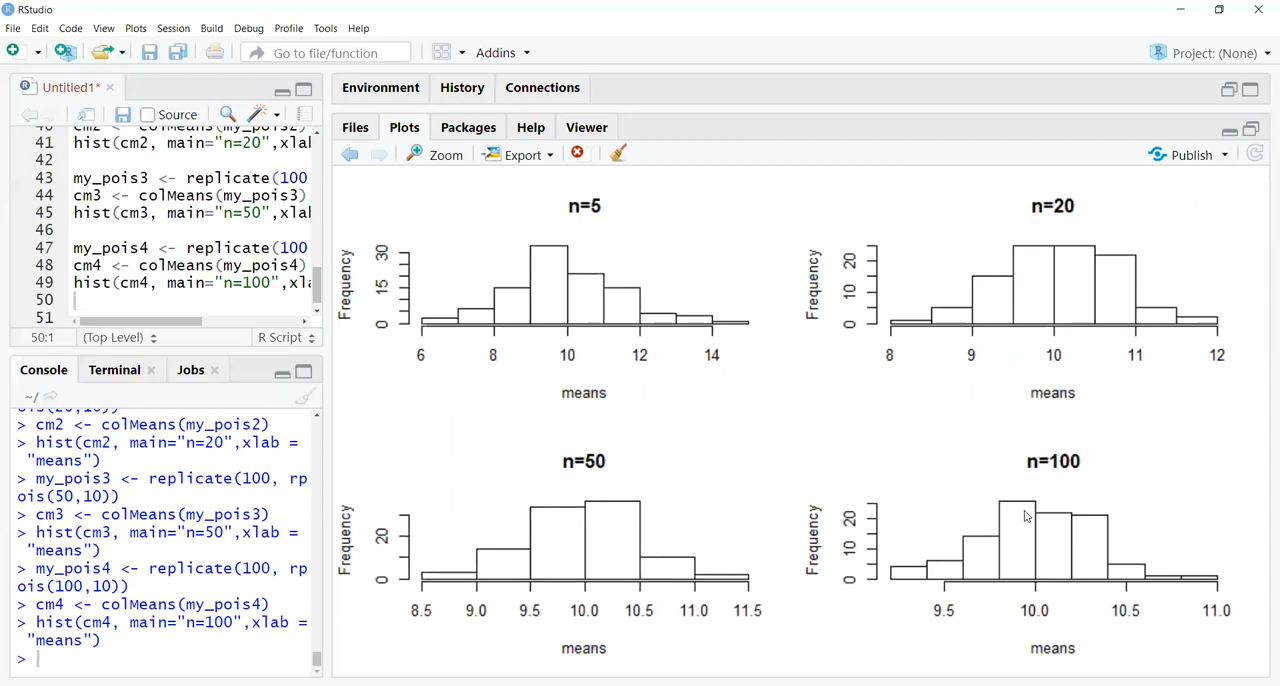 RStudio
File Edit Code View Plots Session Build Debug Profile Tools Help
Go to file/function Addins Project: (None)
Untitled1*
Source
41 hist(cm2, main="n=20",xlal
42
43 my_pois3 <- replicate(100
44 cm3 <- colMeans(my_pois3)
45 hist(cm3, main="n=50",xlal
46
47 my_pois4 <- replicate(100
48 cm4 <- colMeans(my_pois4)
49 hist(cm4, main="n=100",xl
50
51
50:1 (Top Level) R Script
Console Terminal Jobs
~/
ois(20,10))
> cm2 <- colMeans(my_pois2)
> hist(cm2, main="n=20",xlab =
"means")
> my_pois3 <- replicate(100, rp
ois(50,10))
> cm3 <- colMeans(my_pois3)
> hist(cm3, main="n=50",xlab =
"means")
> my_pois4 <- replicate(100, rp
ois(100,10))
> cm4 <- colMeans(my_pois4)
> hist(cm4, main="n=100",xlab =
"means")
>
Environment History Connections
Files Plots Packages Help Viewer
Zoom Export Publish
n=5
Frequency
30
15
0
6 8 10 12 14
means
n=20
Frequency
20
10
0
8 9 10 11 12
means
n=50
Frequency
20
0
8.5 9.0 9.5 10.0 10.5 11.0 11.5
means
n=100
Frequency
20
10
0
9.5 10.0 10.5 11.0
means